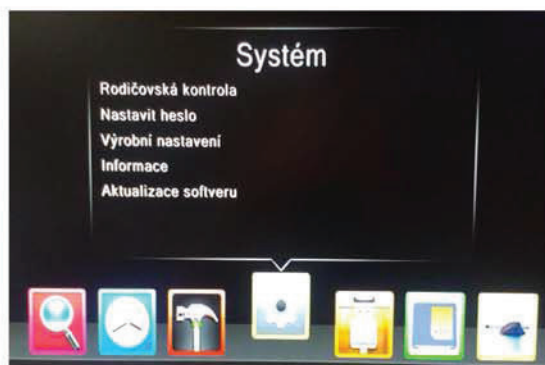 Systém
Rodičovská kontrola
Nastavit heslo
Výrobní nastavení
Informace
Aktualizace softveru